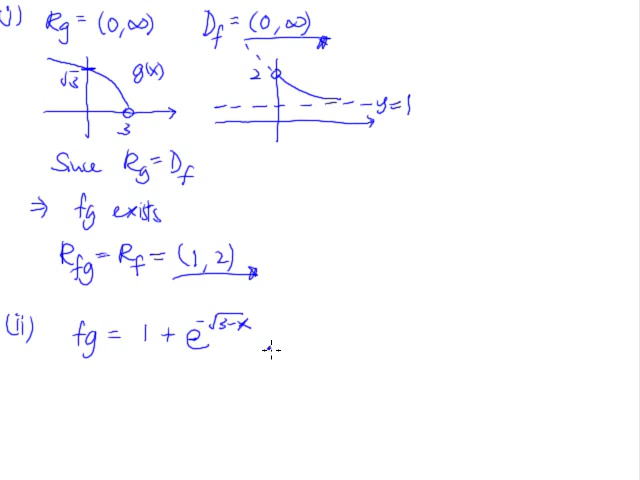 (i) Rg = (0, ∞) Df = (0, ∞)
√3 g(x) 3
2 y = 1
Since Rg = Df
⇒ fg exists
Rfg = Rf = (1, 2)
(ii) fg = 1 + e^(-√(3-x))